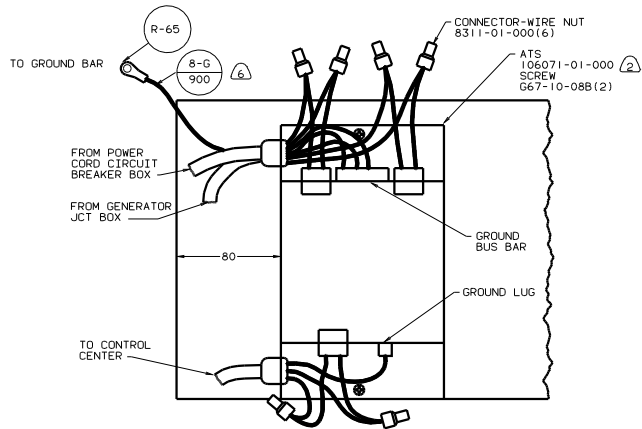 R-65
TO GROUND BAR
8-G
900
6
CONNECTOR-WIRE NUT
8311-01-000(6)
ATS
106071-01-000
2
SCREW
G67-10-08B(2)
FROM POWER
CORD CIRCUIT
BREAKER BOX
FROM GENERATOR
JCT BOX
GROUND
BUS BAR
80
GROUND LUG
TO CONTROL
CENTER